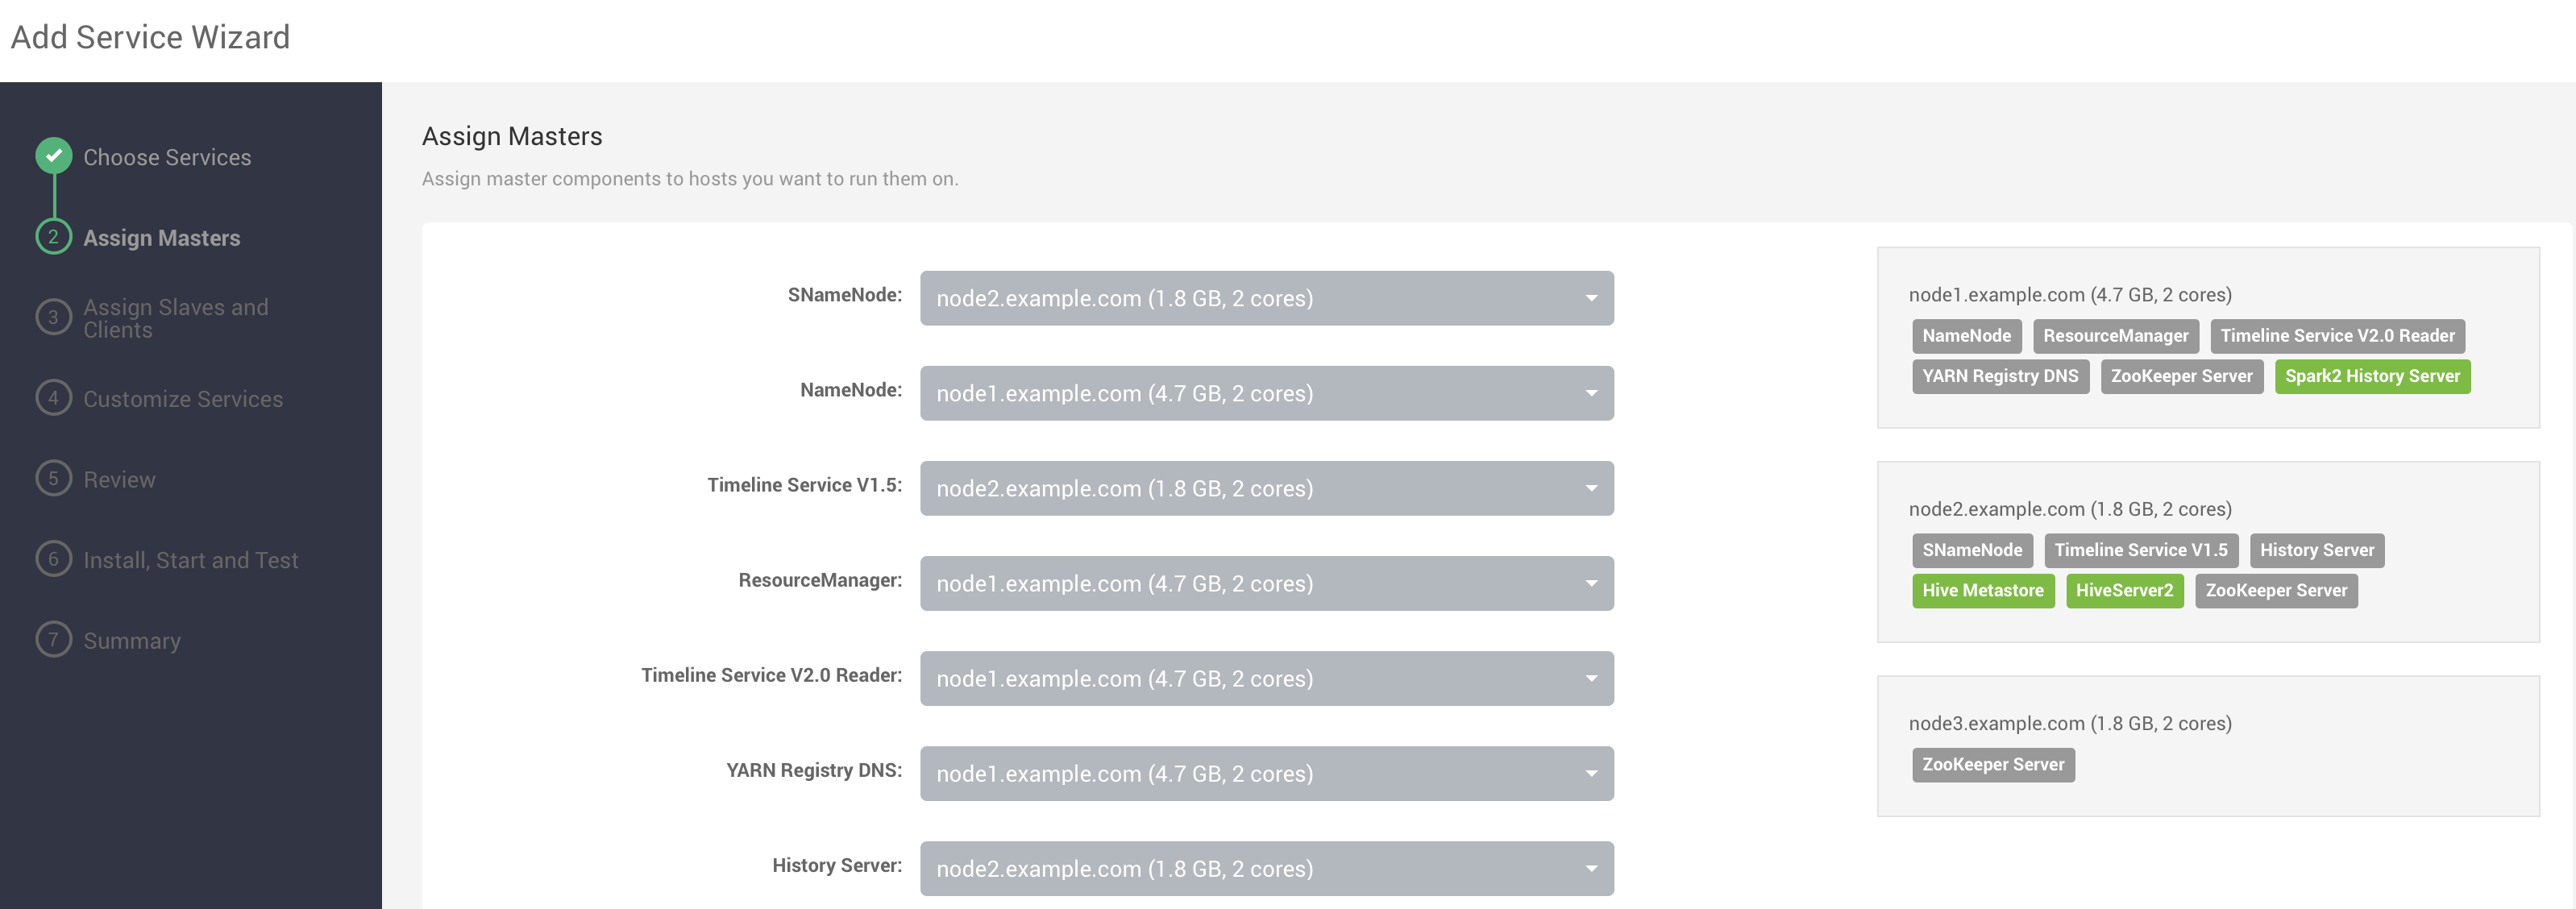 Add Service Wizard
Choose Services
2 Assign Masters
3 Assign Slaves and
Clients
4 Customize Services
5 Review
6 Install, Start and Test
7 Summary
Assign Masters
Assign master components to hosts you want to run them on.
SNameNode: node2.example.com (1.8 GB, 2 cores)
NameNode: node1.example.com (4.7 GB, 2 cores)
Timeline Service V1.5: node2.example.com (1.8 GB, 2 cores)
ResourceManager: node1.example.com (4.7 GB, 2 cores)
Timeline Service V2.0 Reader: node1.example.com (4.7 GB, 2 cores)
YARN Registry DNS: node1.example.com (4.7 GB, 2 cores)
History Server: node2.example.com (1.8 GB, 2 cores)
node1.example.com (4.7 GB, 2 cores)
NameNode ResourceManager Timeline Service V2.0 Reader
YARN Registry DNS ZooKeeper Server Spark2 History Server
node2.example.com (1.8 GB, 2 cores)
SNameNode Timeline Service V1.5 History Server
Hive Metastore HiveServer2 ZooKeeper Server
node3.example.com (1.8 GB, 2 cores)
ZooKeeper Server